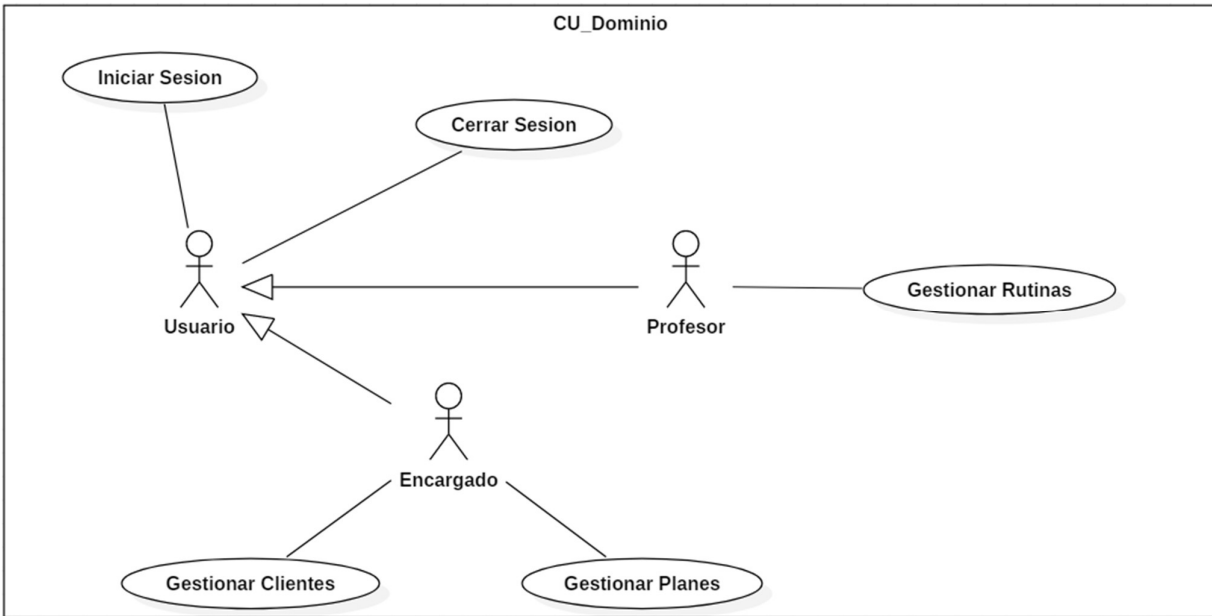 CU_Dominio
Iniciar Sesion
Cerrar Sesion
Usuario
Profesor
Gestionar Rutinas
Encargado
Gestionar Clientes
Gestionar Planes